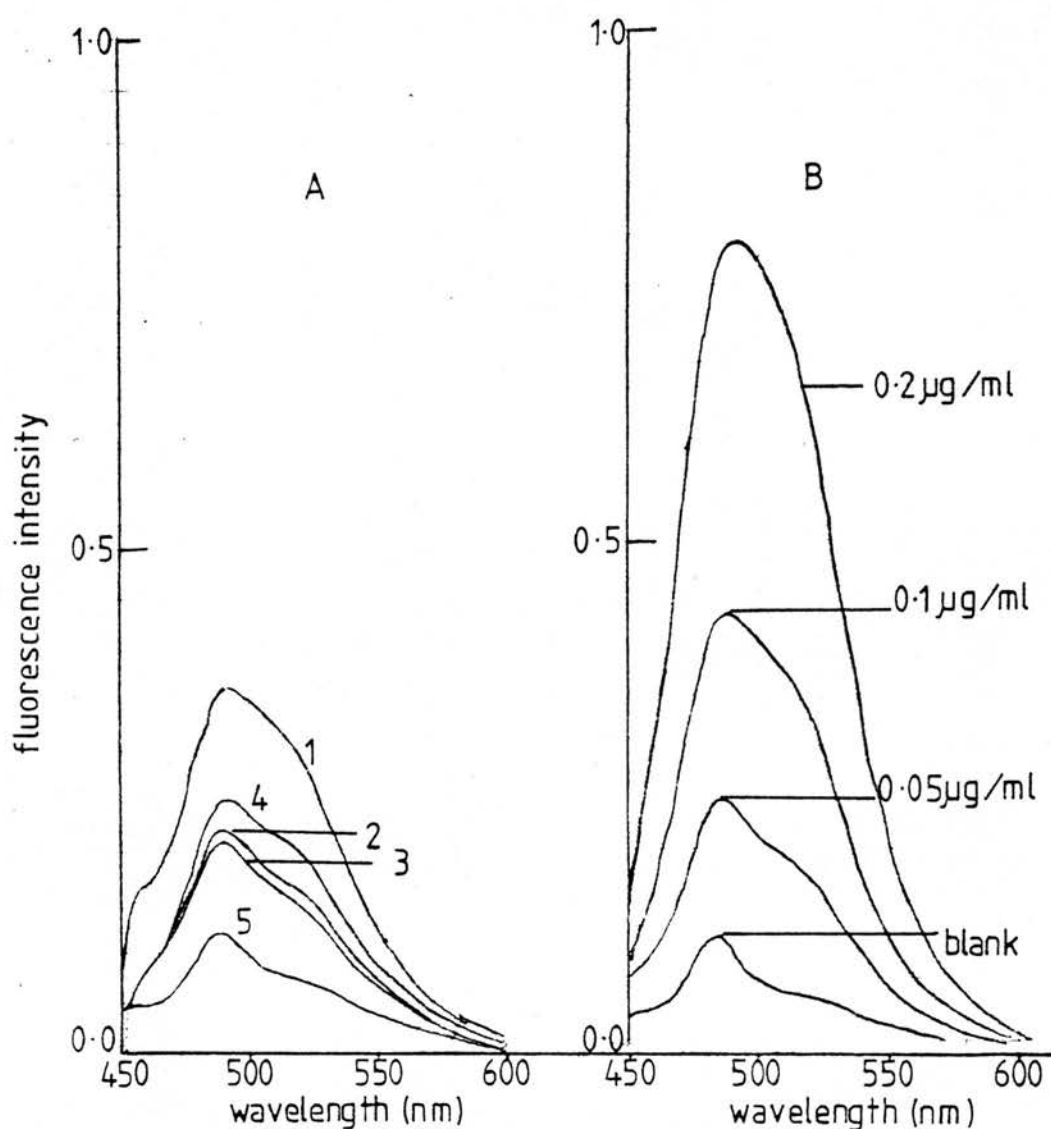 fluorescence intensity
1·0
0·5
0·0
A
1
4
2
3
5
450 500 550 600
wavelength (nm)
1·0
0·5
0·0
B
0·2µg/ml
0·1µg/ml
0·05µg/ml
blank
450 500 550 600
wavelength (nm)